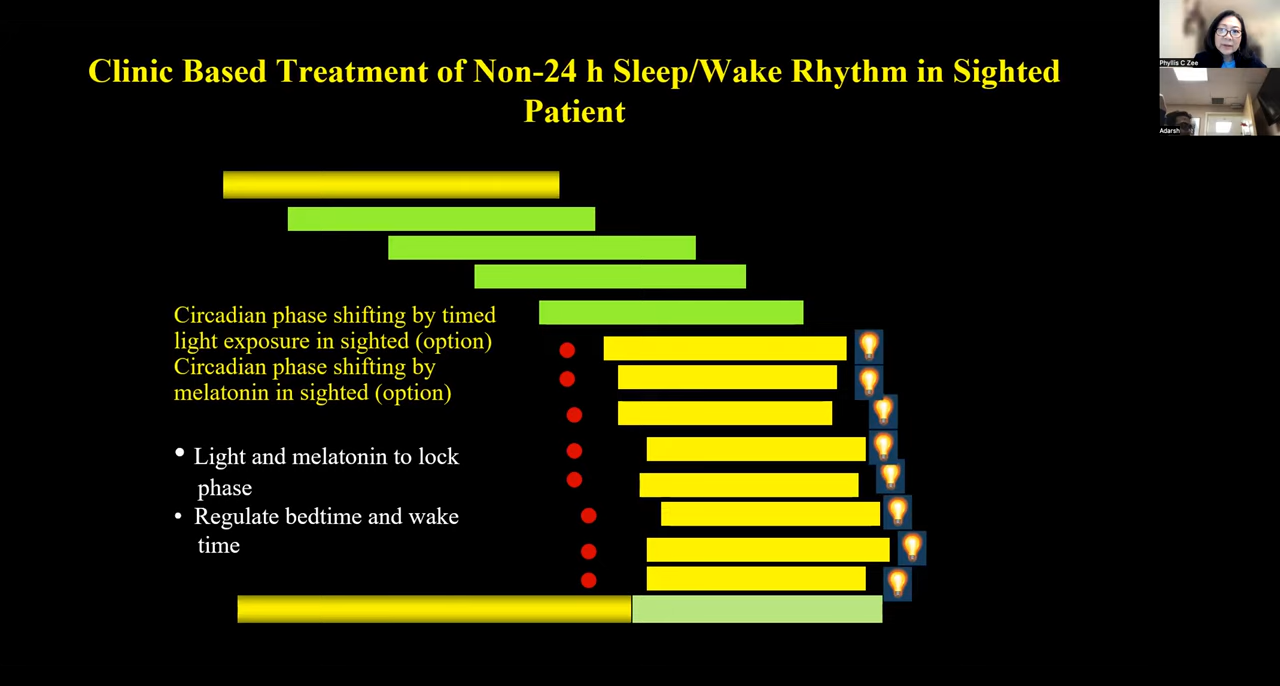 Clinic Based Treatment of Non-24 h Sleep/Wake Rhythm in Sighted
Patient
Phyllis C Zee
Adarsh
Circadian phase shifting by timed
light exposure in sighted (option)
Circadian phase shifting by
melatonin in sighted (option)
• Light and melatonin to lock
phase
• Regulate bedtime and wake
time